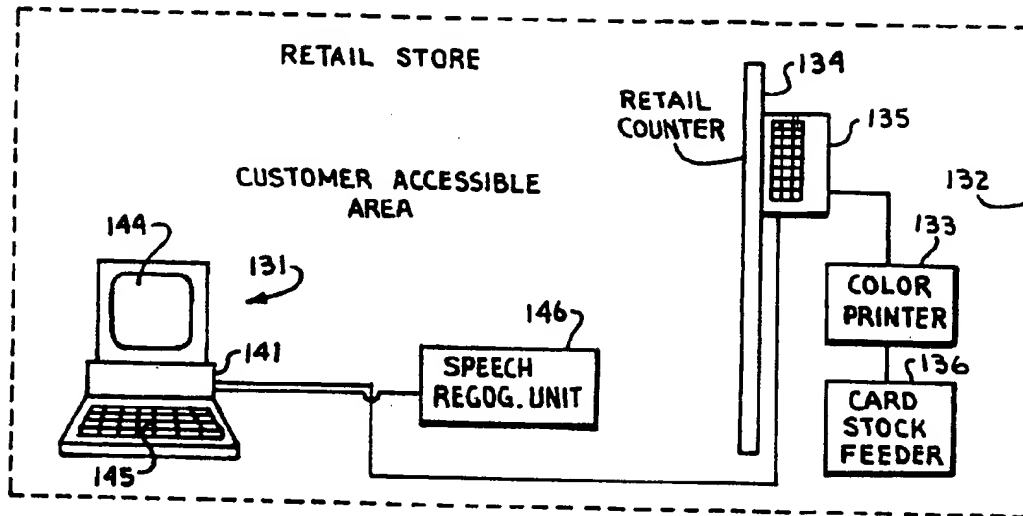 RETAIL STORE
134
RETAIL
COUNTER
135
CUSTOMER ACCESSIBLE
AREA
132
144
131
133
146
COLOR
PRINTER
141
SPEECH
REGOG. UNIT
136
CARD
STOCK
FEEDER
145